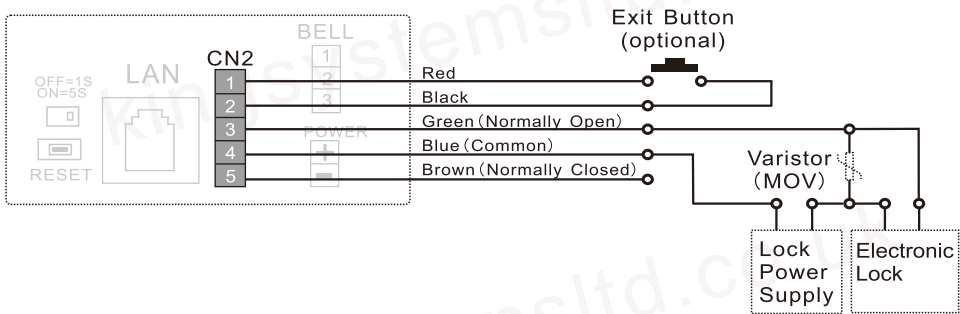 BELL
1
2
3
OFF=1S
ON=5S
RESET
LAN
CN2
1
2
3
4
5
POWER
+
-
Red
Black
Green(Normally Open)
Blue(Common)
Brown(Normally Closed)
Exit Button
(optional)
Varistor
(MOV)
Lock
Power
Supply
Electronic
Lock